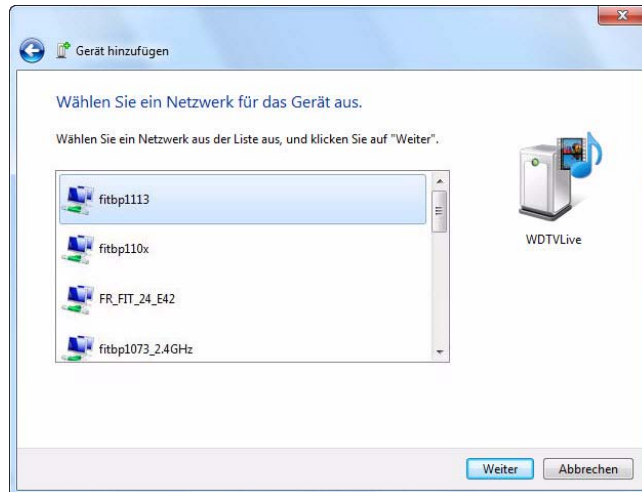 Gerät hinzufügen
Wählen Sie ein Netzwerk für das Gerät aus.
Wählen Sie ein Netzwerk aus der Liste aus, und klicken Sie auf "Weiter".
fitbp1113
fitbp110x
FR_FIT_24_E42
fitbp1073_2.4GHz
WDTVLive
Weiter
Abbrechen